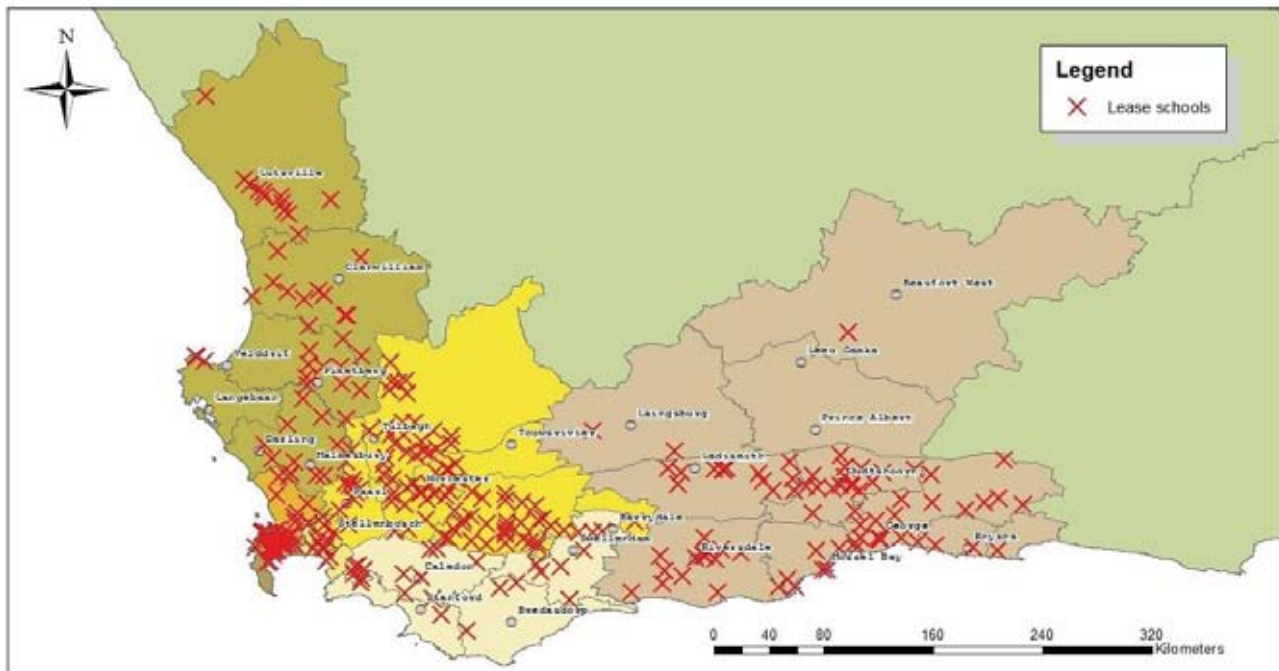 N
Legend
Lease schools
Lutzville
Clanwilliam
Beaufort West
Velddrif
Leeu Gamka
Piketberg
Langebaan
Laingsburg
Prince Albert
Tulbagh
Touwsrivier
Darling
Malmesbury
Ladismith
Oudtshoorn
Worcester
Paarl
Barrydale
Stellenbosch
George
Swellendam
Riversdale
Knysna
Mossel Bay
Caledon
Stanford
Bredasdorp
0 40 80 160 240 320
Kilometers